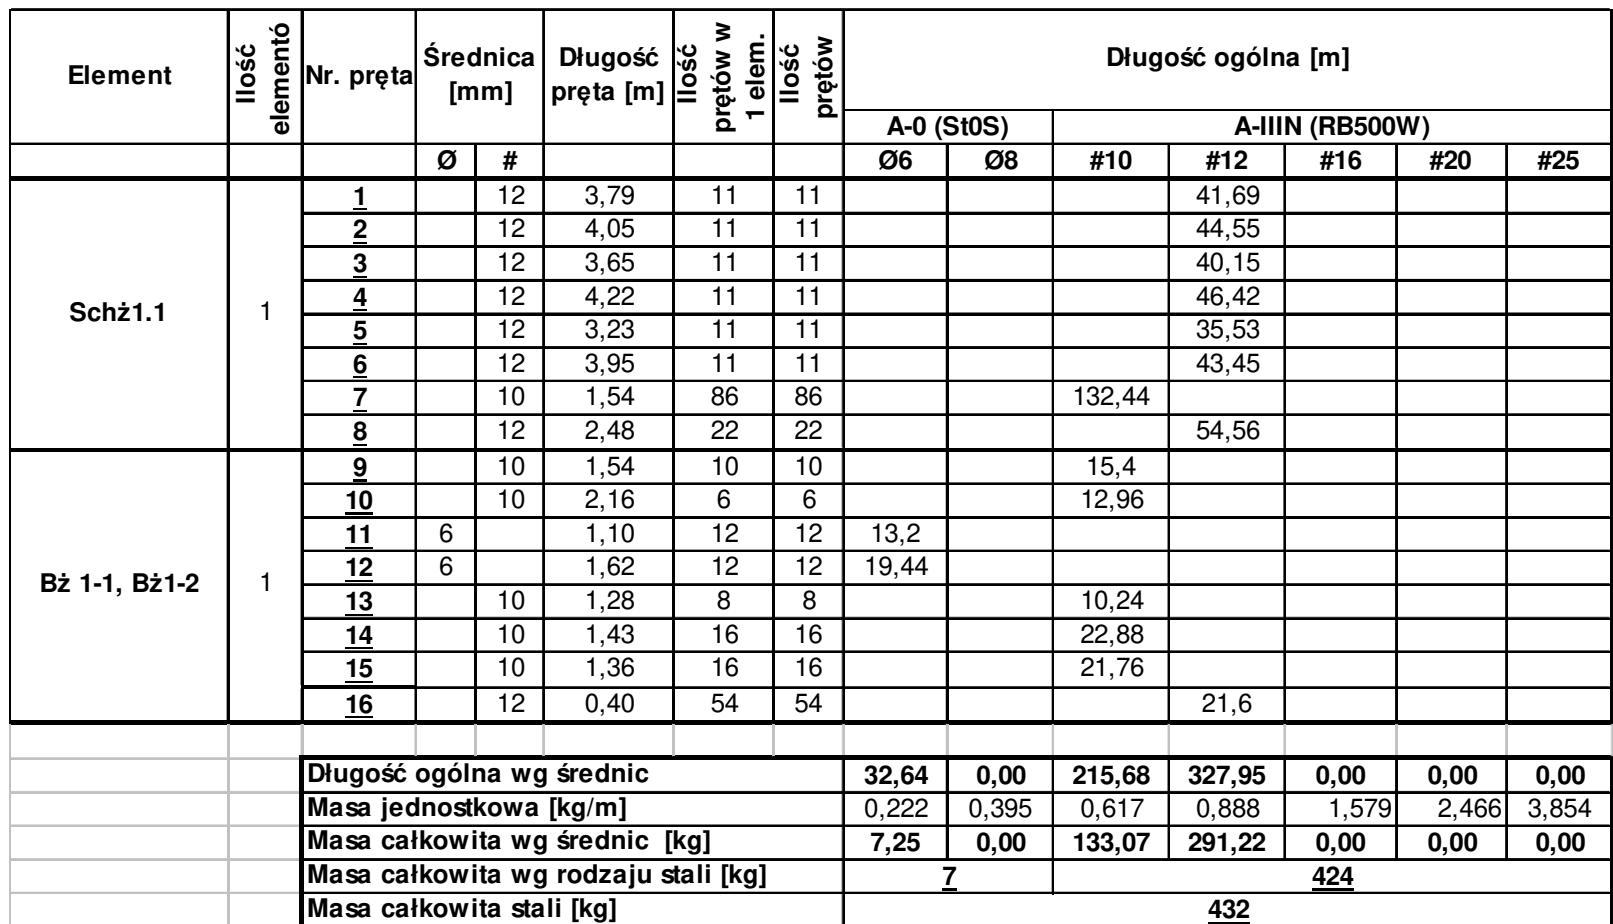 Element Ilość elementó Nr. pręta Średnica [mm] Długość pręta [m] Ilość prętów w 1 elem. Ilość prętów Długość ogólna [m]
A-0 (St0S) A-IIIN (RB500W)
Ø # Ø6 Ø8 #10 #12 #16 #20 #25
Schż1.1 1
1 12 3,79 11 11 41,69
2 12 4,05 11 11 44,55
3 12 3,65 11 11 40,15
4 12 4,22 11 11 46,42
5 12 3,23 11 11 35,53
6 12 3,95 11 11 43,45
7 10 1,54 86 86 132,44
8 12 2,48 22 22 54,56
Bż 1-1, Bż1-2 1
9 10 1,54 10 10 15,4
10 10 2,16 6 6 12,96
11 6 1,10 12 12 13,2
12 6 1,62 12 12 19,44
13 10 1,28 8 8 10,24
14 10 1,43 16 16 22,88
15 10 1,36 16 16 21,76
16 12 0,40 54 54 21,6
Długość ogólna wg średnic 32,64 0,00 215,68 327,95 0,00 0,00 0,00
Masa jednostkowa [kg/m] 0,222 0,395 0,617 0,888 1,579 2,466 3,854
Masa całkowita wg średnic [kg] 7,25 0,00 133,07 291,22 0,00 0,00 0,00
Masa całkowita wg rodzaju stali [kg] 7 424
Masa całkowita stali [kg] 432